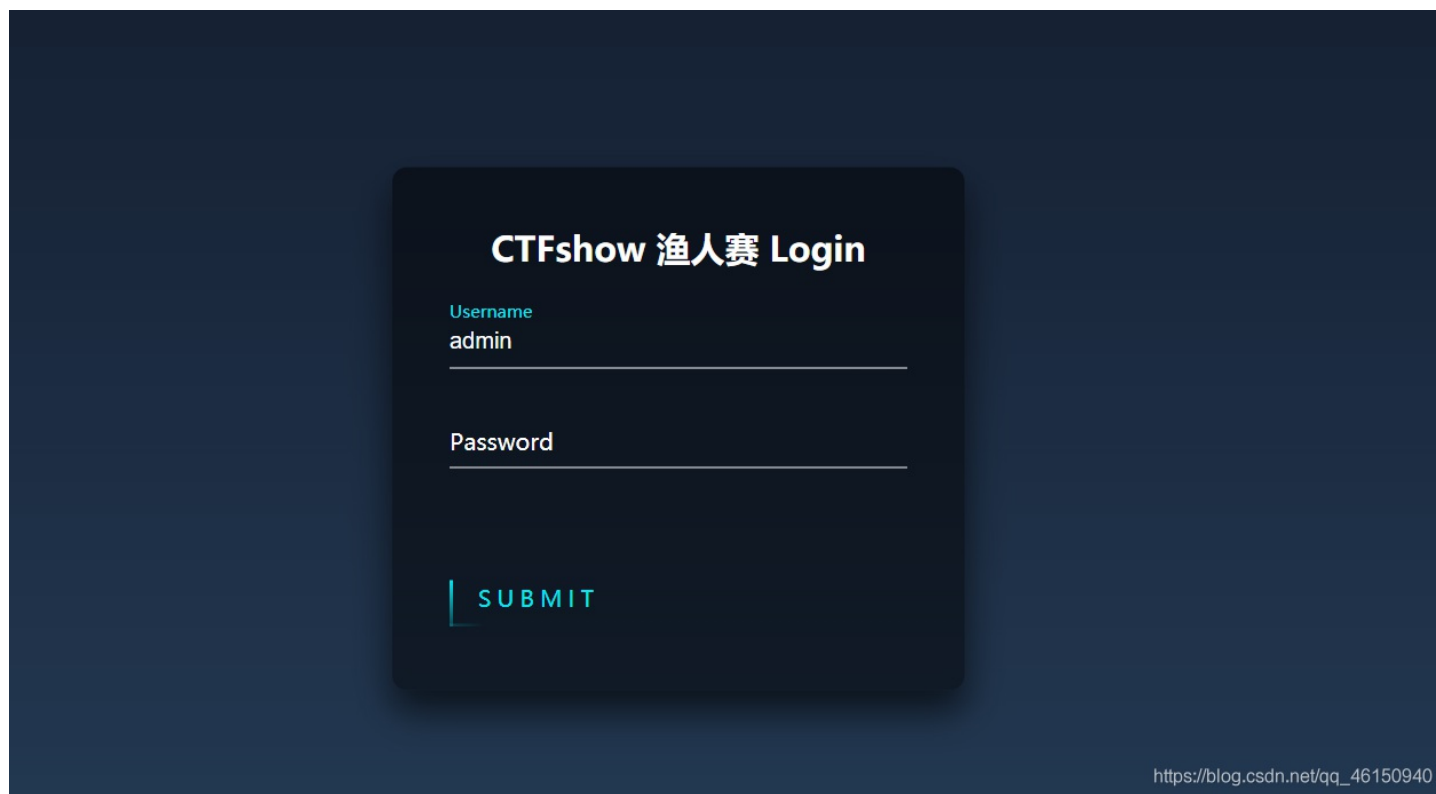 CTFshow 渔人赛 Login
Username
admin
Password
SUBMIT
https://blog.csdn.net/qq_46150940